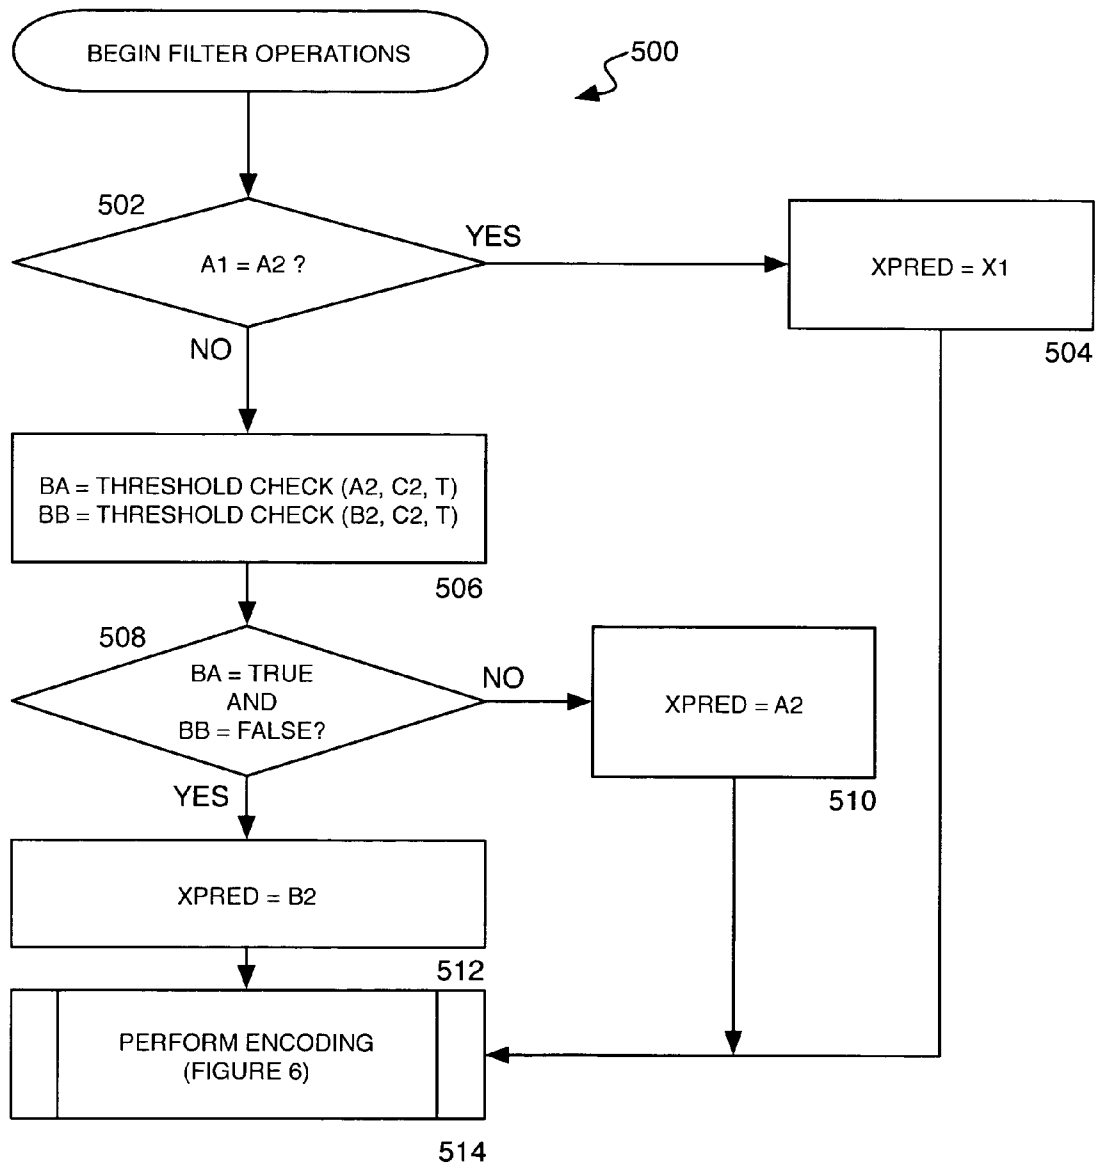 BEGIN FILTER OPERATIONS
500
502
A1 = A2 ?
YES
XPRED = X1
504
NO
BA = THRESHOLD CHECK (A2, C2, T)
BB = THRESHOLD CHECK (B2, C2, T)
506
508
BA = TRUE
AND
BB = FALSE?
NO
XPRED = A2
510
YES
XPRED = B2
512
PERFORM ENCODING
(FIGURE 6)
514